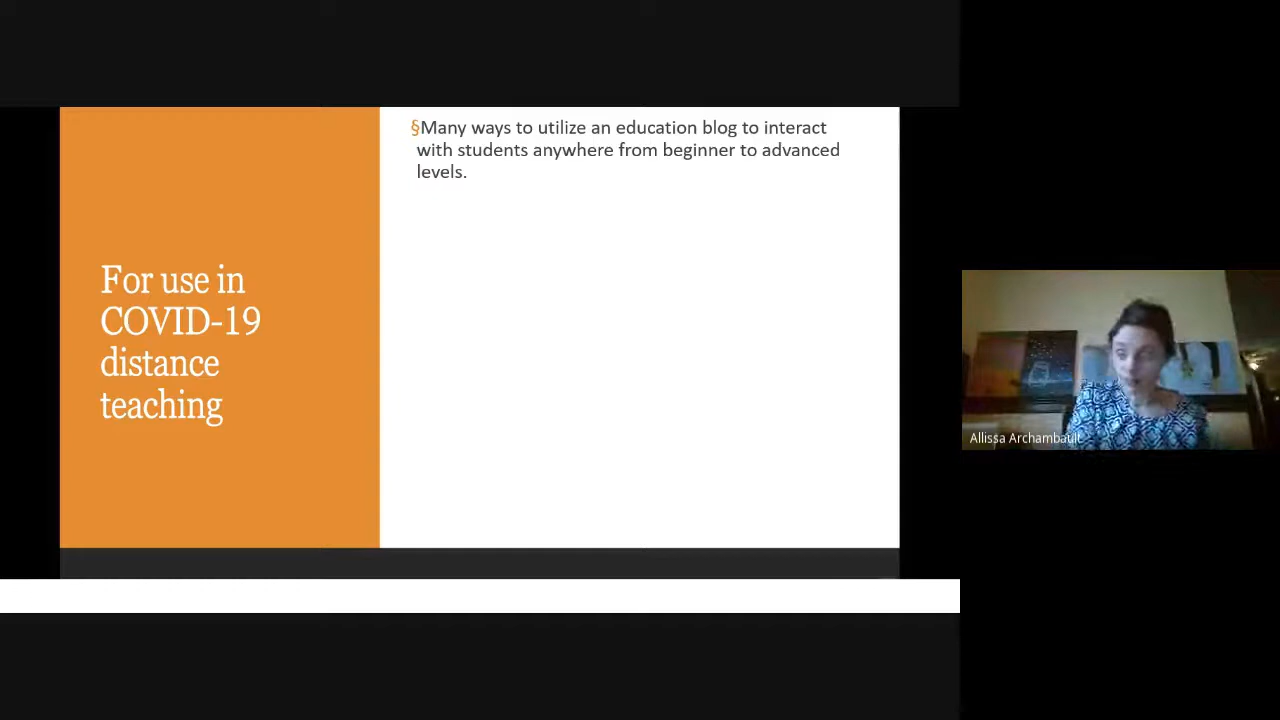 For use in
COVID-19
distance
teaching
§Many ways to utilize an education blog to interact
with students anywhere from beginner to advanced
levels.
Allissa Archambault